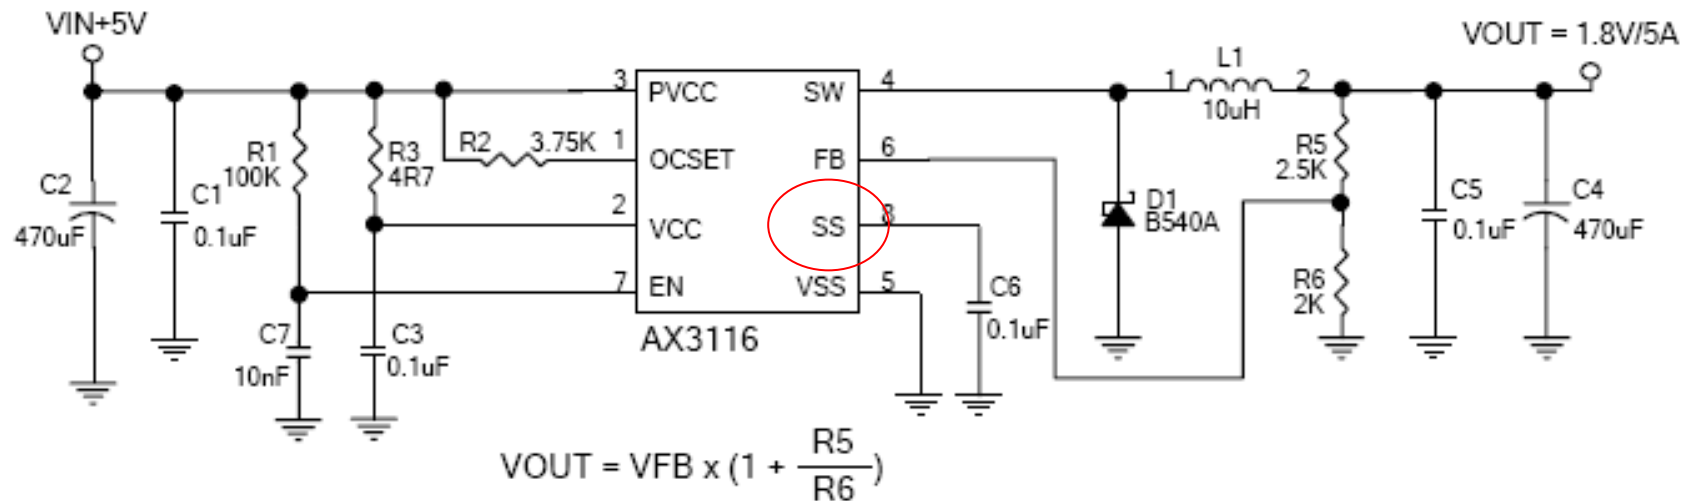 VIN+5V
VOUT = 1.8V/5A
L1
1
2
10uH
3
PVCC
SW
4
R2
3.75K
1
OCSET
FB
6
R1
100K
R3
4R7
R5
2.5K
C2
470uF
C1
0.1uF
2
VCC
SS
8
D1
B540A
C5
0.1uF
C4
470uF
7
EN
VSS
5
C6
0.1uF
R6
2K
C7
10nF
C3
0.1uF
AX3116
VOUT = VFB x (1 + R5/R6)